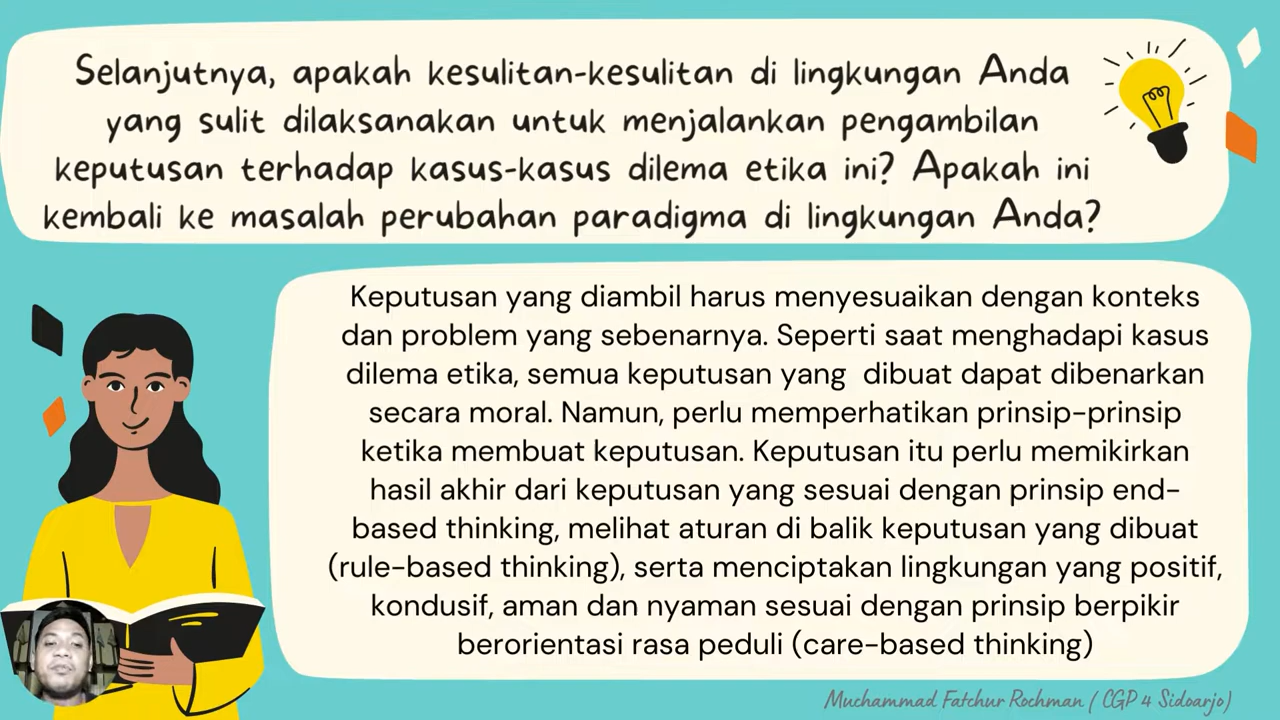 Selanjutnya, apakah kesulitan-kesulitan di lingkungan Anda
yang sulit dilaksanakan untuk menjalankan pengambilan
keputusan terhadap kasus-kasus dilema etika ini? Apakah ini
kembali ke masalah perubahan paradigma di lingkungan Anda?
Keputusan yang diambil harus menyesuaikan dengan konteks
dan problem yang sebenarnya. Seperti saat menghadapi kasus
dilema etika, semua keputusan yang dibuat dapat dibenarkan
secara moral. Namun, perlu memperhatikan prinsip-prinsip
ketika membuat keputusan. Keputusan itu perlu memikirkan
hasil akhir dari keputusan yang sesuai dengan prinsip end-
based thinking, melihat aturan di balik keputusan yang dibuat
(rule-based thinking), serta menciptakan lingkungan yang positif,
kondusif, aman dan nyaman sesuai dengan prinsip berpikir
berorientasi rasa peduli (care-based thinking)
Muchammad Fatchur Rochman ( CGP 4 Sidoarjo)